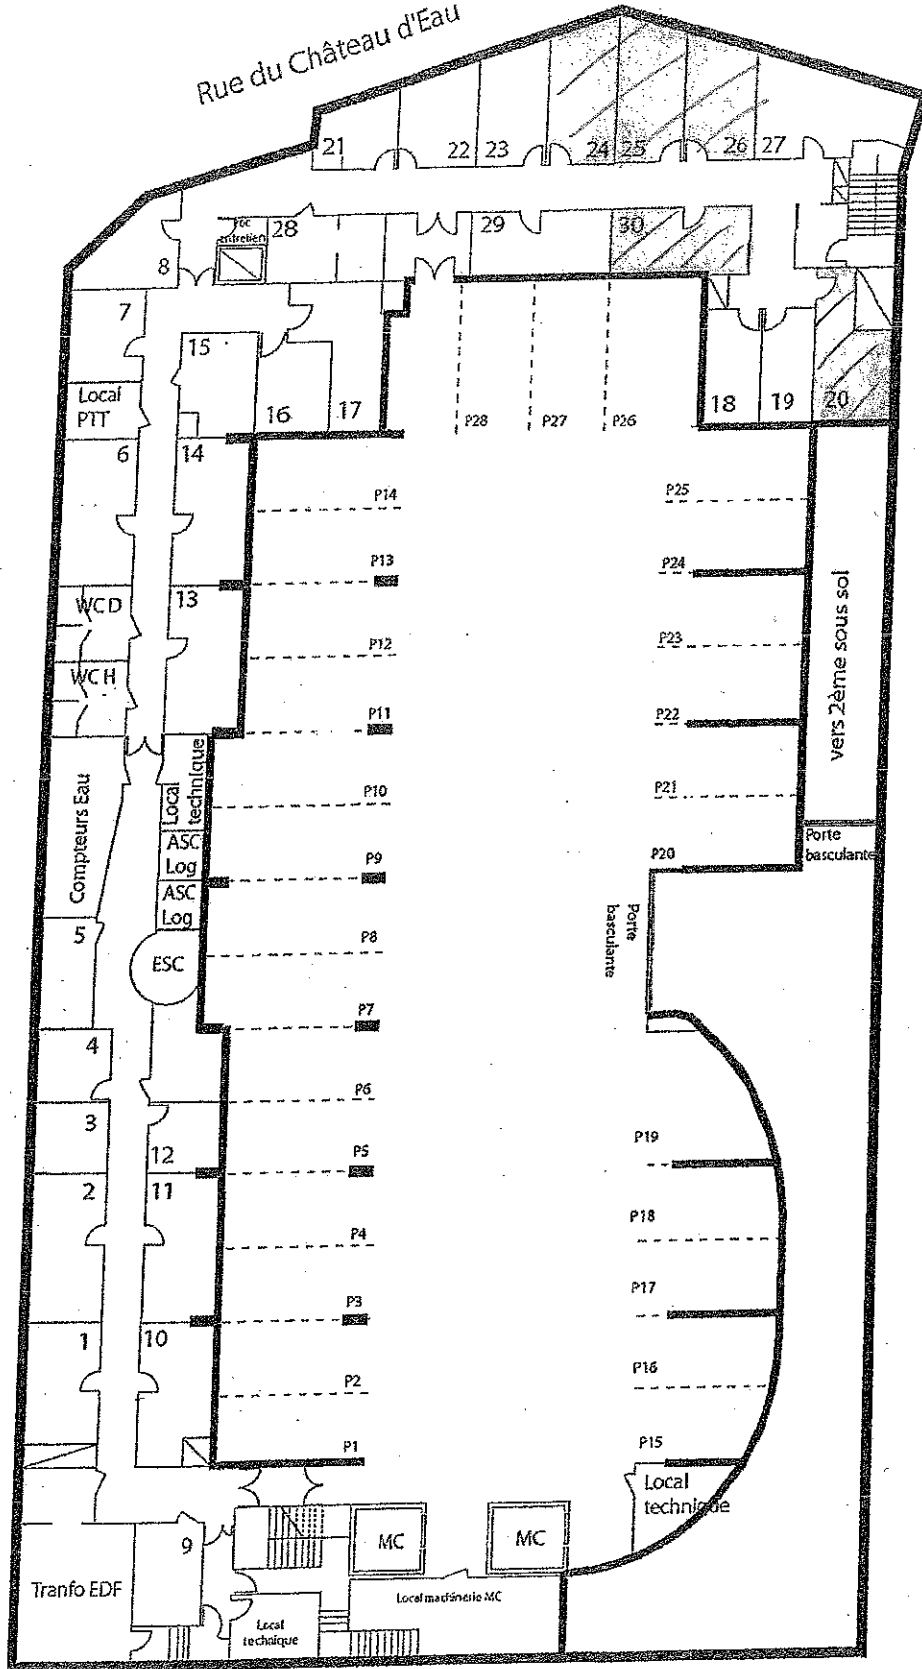 Rue du Château d'Eau
21
22
23
24
25
26
27
entretien
28
29
30
8
7
15
Local
PTT
16
17
P28
P27
P26
18
19
20
6
14
P14
P25
P13
P24
WCD
13
P12
P23
WCH
P11
P22
vers 2ème sous sol
Compteurs Eau
Local
technique
P10
P21
ASC
Log
P9
P20
Porte
basculante
ASC
Log
5
Porte
basculante
P8
ESC
P7
4
P6
3
12
P5
P19
2
11
P4
P18
P3
P17
1
10
P2
P16
P1
P15
Local
technique
9
MC
MC
Tranfo EDF
Local machinerie MC
Local
technique